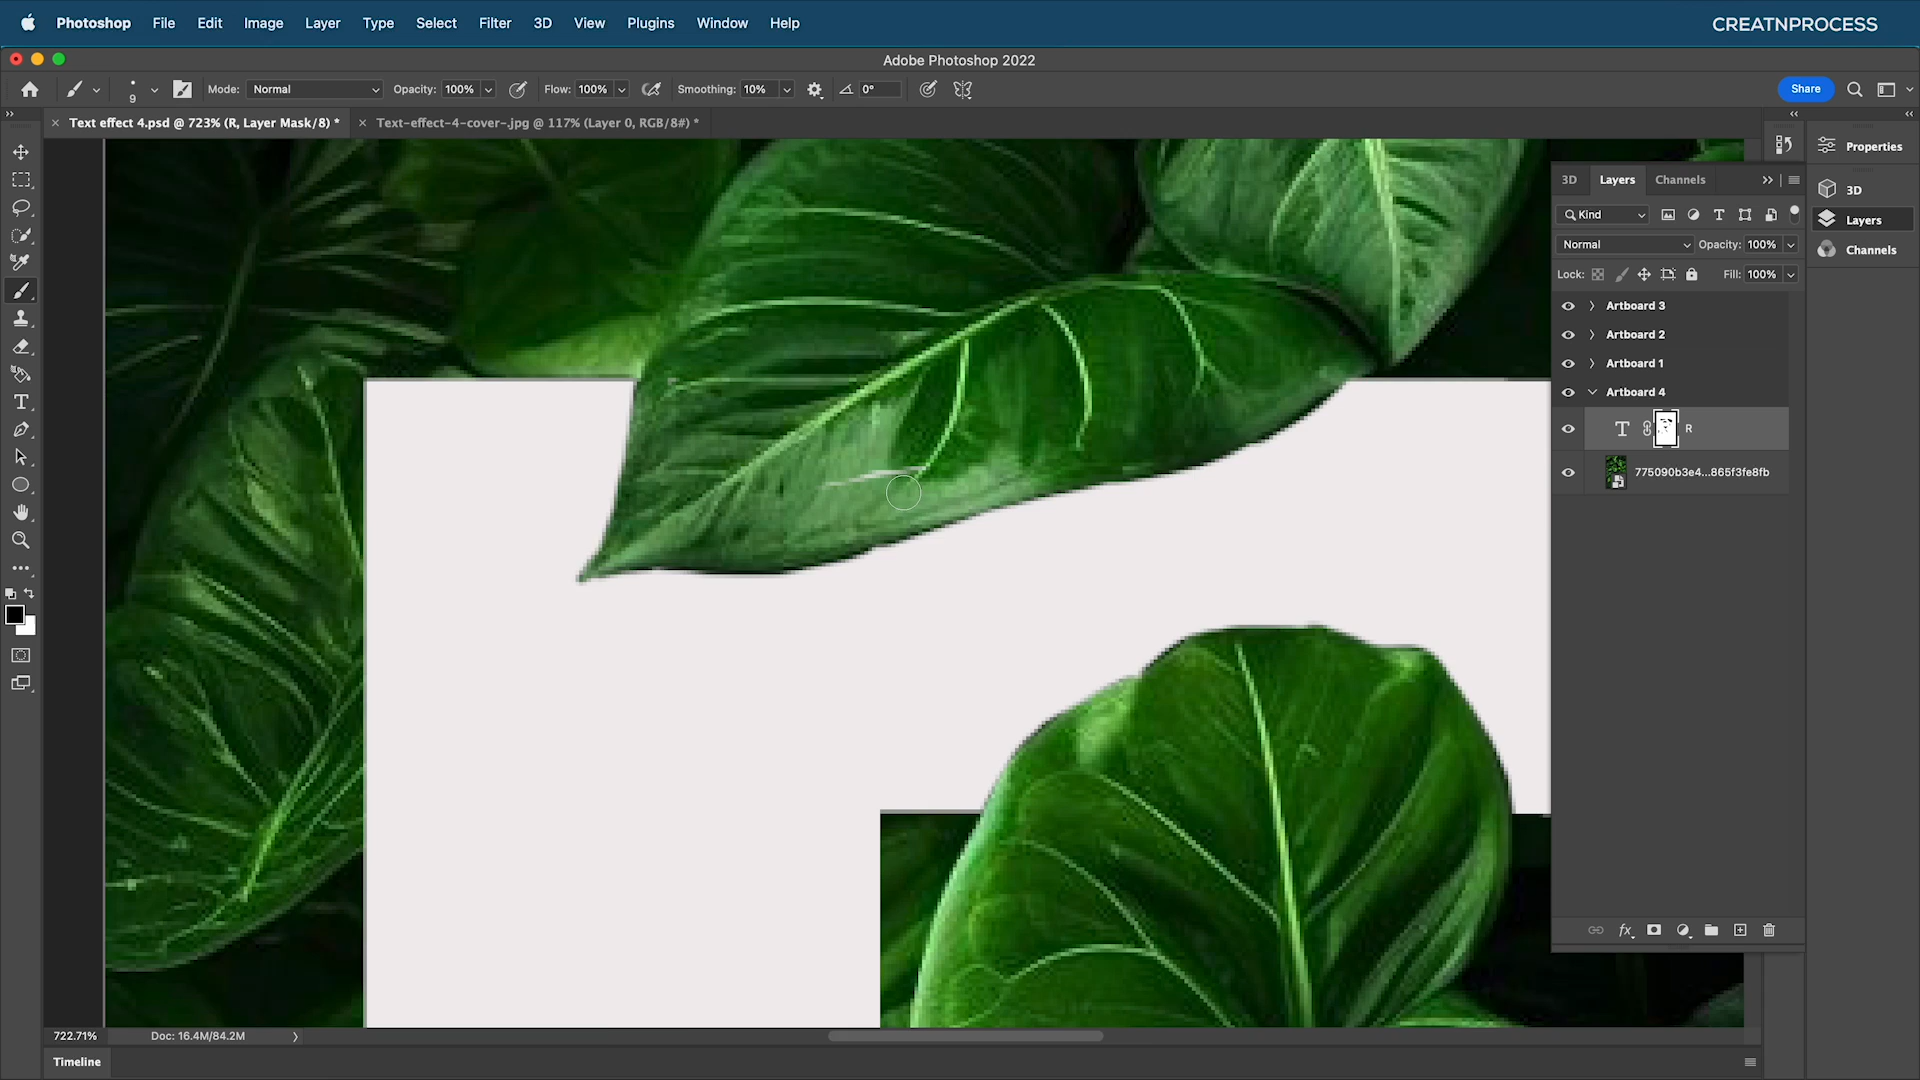 Photoshop File Edit Image Layer Type Select Filter 3D View Plugins Window Help
CREATNPROCESS
Adobe Photoshop 2022
9 Mode: Normal Opacity: 100% Flow: 100% Smoothing: 10% 0° Share
Text effect 4.psd @ 723% (R, Layer Mask/8) * Text-effect-4-cover-.jpg @ 117% (Layer 0, RGB/8#) *
Properties
3D Layers Channels
3D
Kind
Layers
Normal Opacity: 100%
Channels
Lock: Fill: 100%
Artboard 3
Artboard 2
Artboard 1
Artboard 4
R
775090b3e4...865f3fe8fb
722.71% Doc: 16.4M/84.2M
Timeline